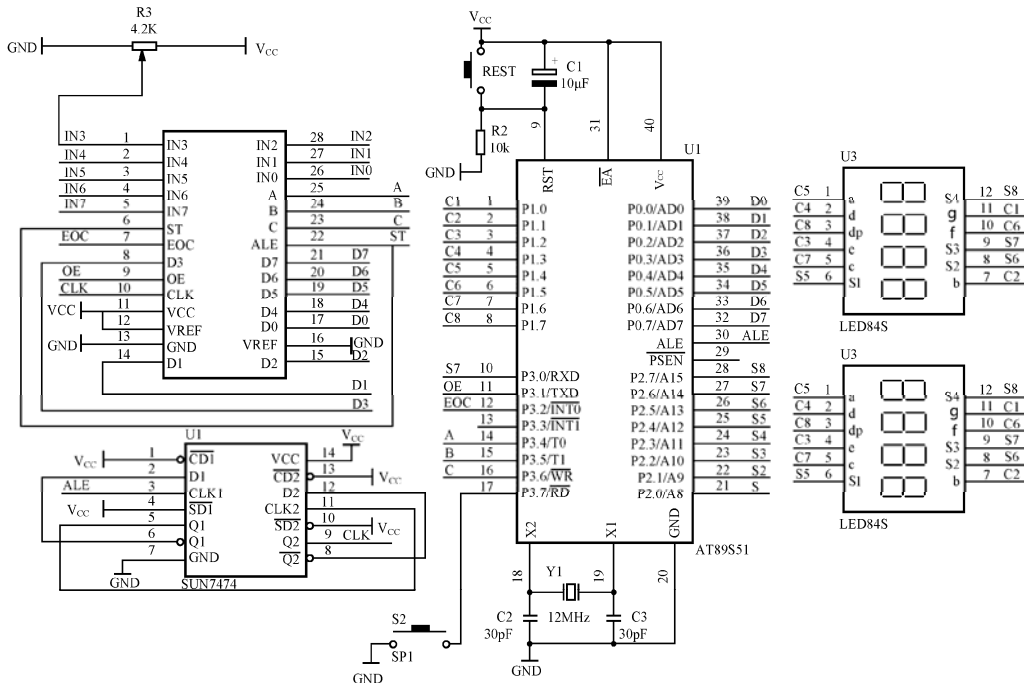 R3
4.2K
GND
VCC
IN3 1 IN3 IN2 28 IN2
IN4 2 IN4 IN1 27 IN1
IN5 3 IN5 IN0 26 IN0
IN6 4 IN6 A 25 A
IN7 5 IN7 B 24 B
6 ST C 23 C
EOC 7 EOC ALE 22 ST
8 D3 D7 21 D7
OE 9 OE D6 20 D6
CLK 10 CLK D5 19 D5
VCC 11 VCC D4 18 D4
12 VREF D0 17 D0
GND 13 GND VREF 16 GND
14 D1 D2 15 D2
D1
D3
U1
VCC 1 CD1 VCC 14 VCC
2 D1 CD2 13 VCC
ALE 3 CLK1 D2 12
VCC 4 SD1 CLK2 11
5 Q1 SD2 10 VCC
6 Q1 Q2 9 CLK
7 GND Q2 8
GND
SUN7474
VCC
REST
C1
10μF
R2
10k
GND
9 31 40
U1
RST EA VCC
C1 1 P1.0 P0.0/AD0 39 D0
C2 2 P1.1 P0.1/AD1 38 D1
C3 3 P1.2 P0.2/AD2 37 D2
C4 4 P1.3 P0.3/AD3 36 D3
C5 5 P1.4 P0.4/AD4 35 D4
C6 6 P1.5 P0.5/AD5 34 D5
C7 7 P1.6 P0.6/AD6 33 D6
C8 8 P1.7 P0.7/AD7 32 D7
ALE 30 ALE
PSEN 29
S7 10 P3.0/RXD P2.7/A15 28 S8
OE 11 P3.1/TXD P2.6/A14 27 S7
EOC 12 P3.2/INT0 P2.5/A13 26 S6
13 P3.3/INT1 P2.4/A12 25 S5
A 14 P3.4/T0 P2.3/A11 24 S4
B 15 P3.5/T1 P2.2/A10 23 S3
C 16 P3.6/WR P2.1/A9 22 S2
17 P3.7/RD P2.0/A8 21 S
X2 X1 GND
AT89S51
18 19 20
Y1
12MHz
C2
30pF
C3
30pF
GND
S2
SP1
GND
U3
C5 1 a S4 12 S8
C4 2 d g 11 C1
C8 3 dp f 10 C6
C3 4 e S3 9 S7
C7 5 c S2 8 S6
S5 6 S1 b 7 C2
LED84S
U3
C5 1 a S4 12 S8
C4 2 d g 11 C1
C8 3 dp f 10 C6
C3 4 e S3 9 S7
C7 5 c S2 8 S6
S5 6 S1 b 7 C2
LED84S